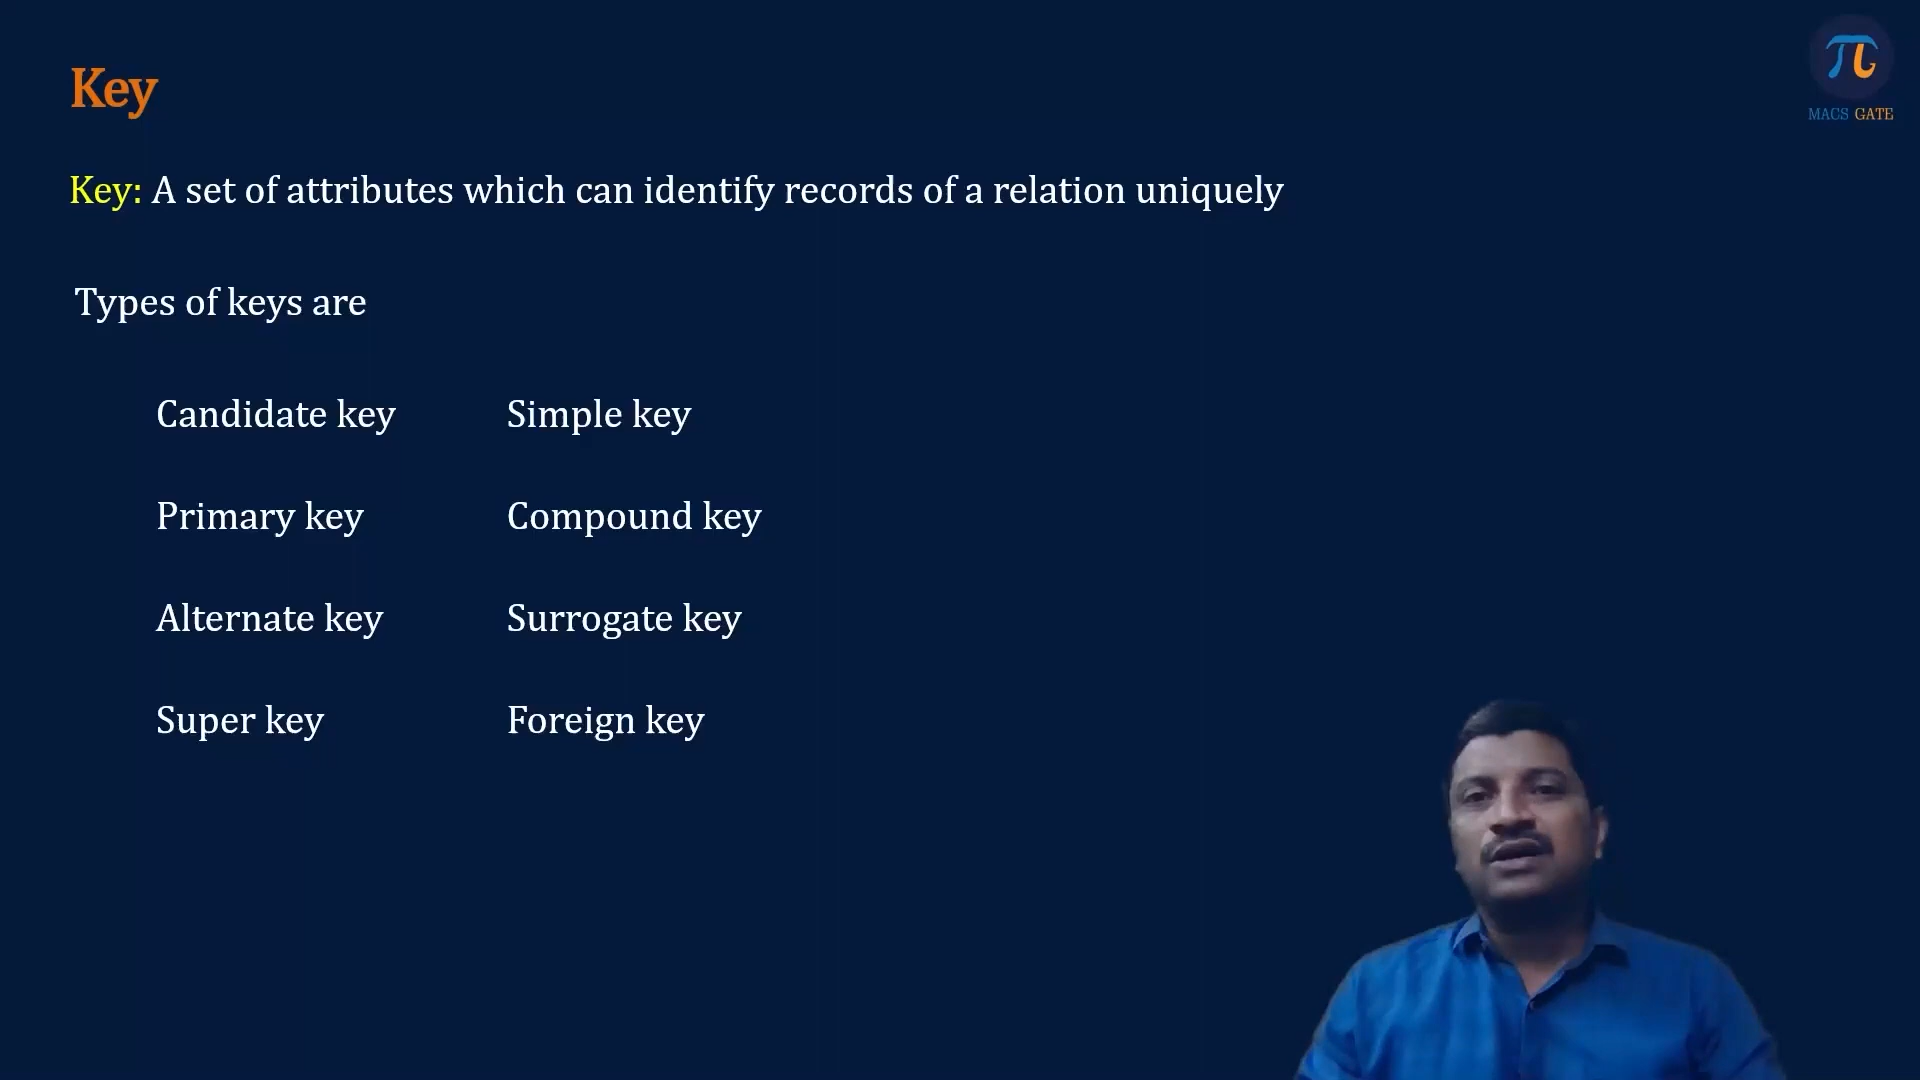 Key
MACS GATE
Key: A set of attributes which can identify records of a relation uniquely
Types of keys are
Candidate key
Simple key
Primary key
Compound key
Alternate key
Surrogate key
Super key
Foreign key